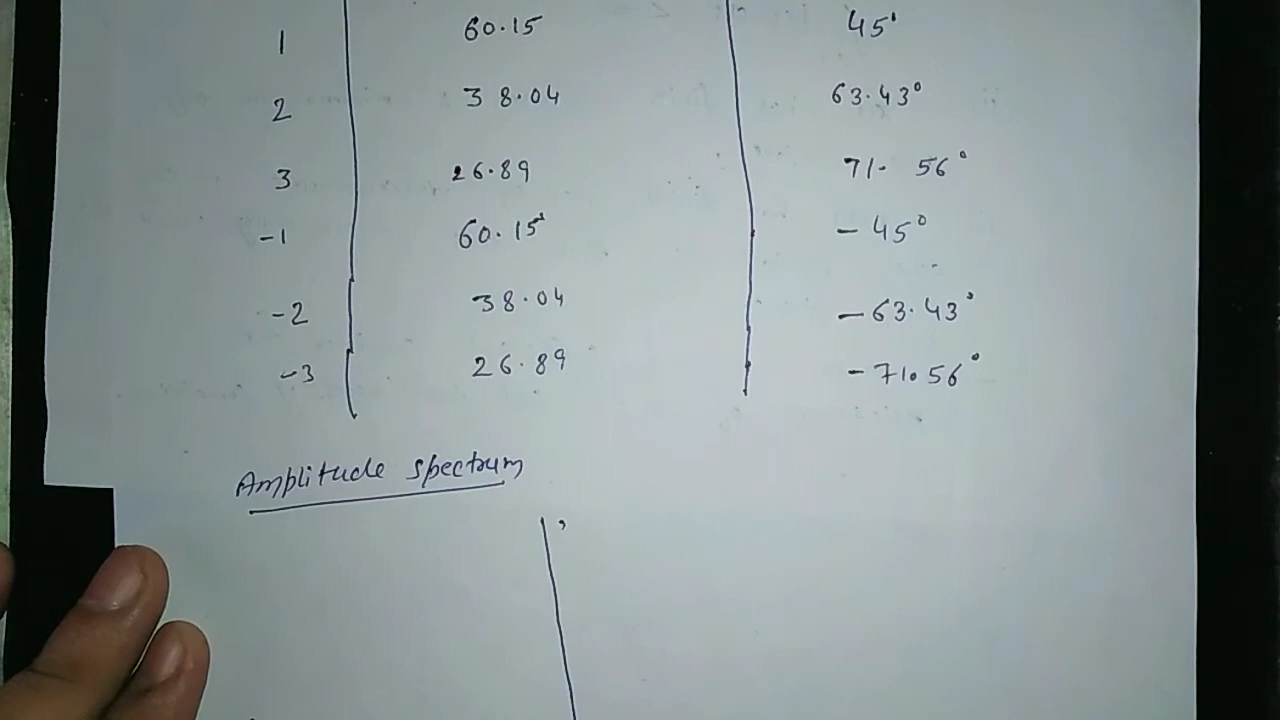 1 60.15 45°
2 38.04 63.43°
3 26.89 71. 56°
-1 60.15 - 45°
-2 38.04 - 63.43°
-3 26.89 - 71.56°
Amplitude spectrum